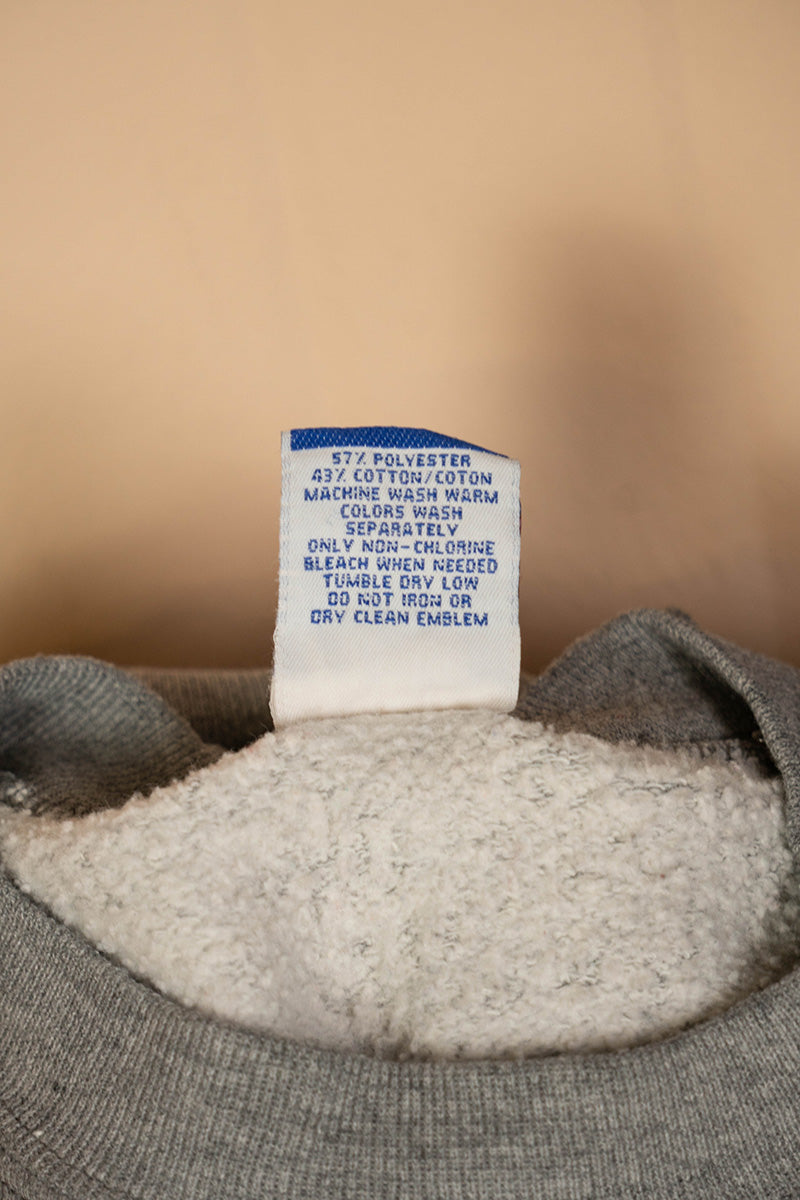 57% POLYESTER
43% COTTON/COTON
MACHINE WASH WARM
COLORS WASH
SEPARATELY
ONLY NON-CHLORINE
BLEACH WHEN NEEDED
TUMBLE DRY LOW
DO NOT IRON OR
DRY CLEAN EMBLEM